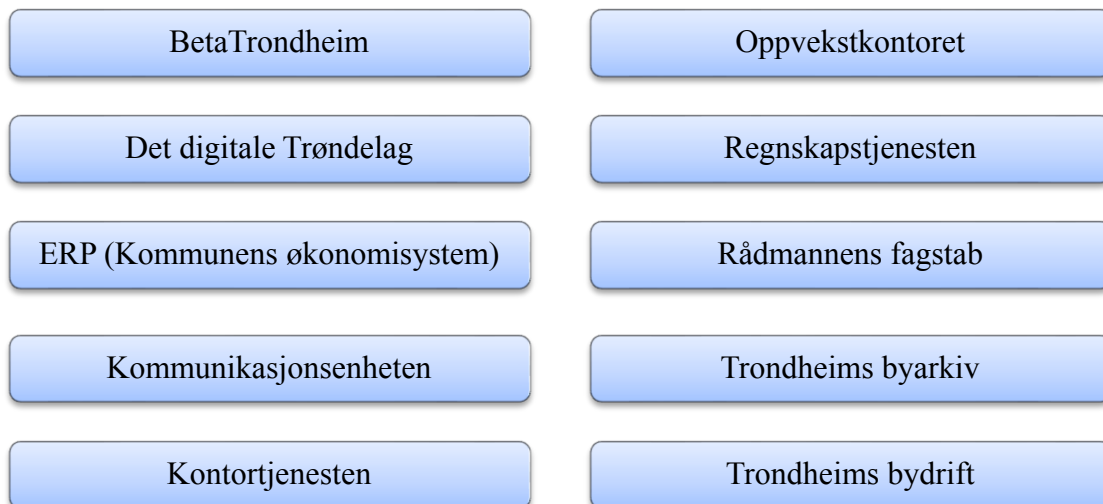 BetaTrondheim
Oppvekstkontoret
Det digitale Trøndelag
Regnskapstjenesten
ERP (Kommunens økonomisystem)
Rådmannens fagstab
Kommunikasjonsenheten
Trondheims byarkiv
Kontortjenesten
Trondheims bydrift